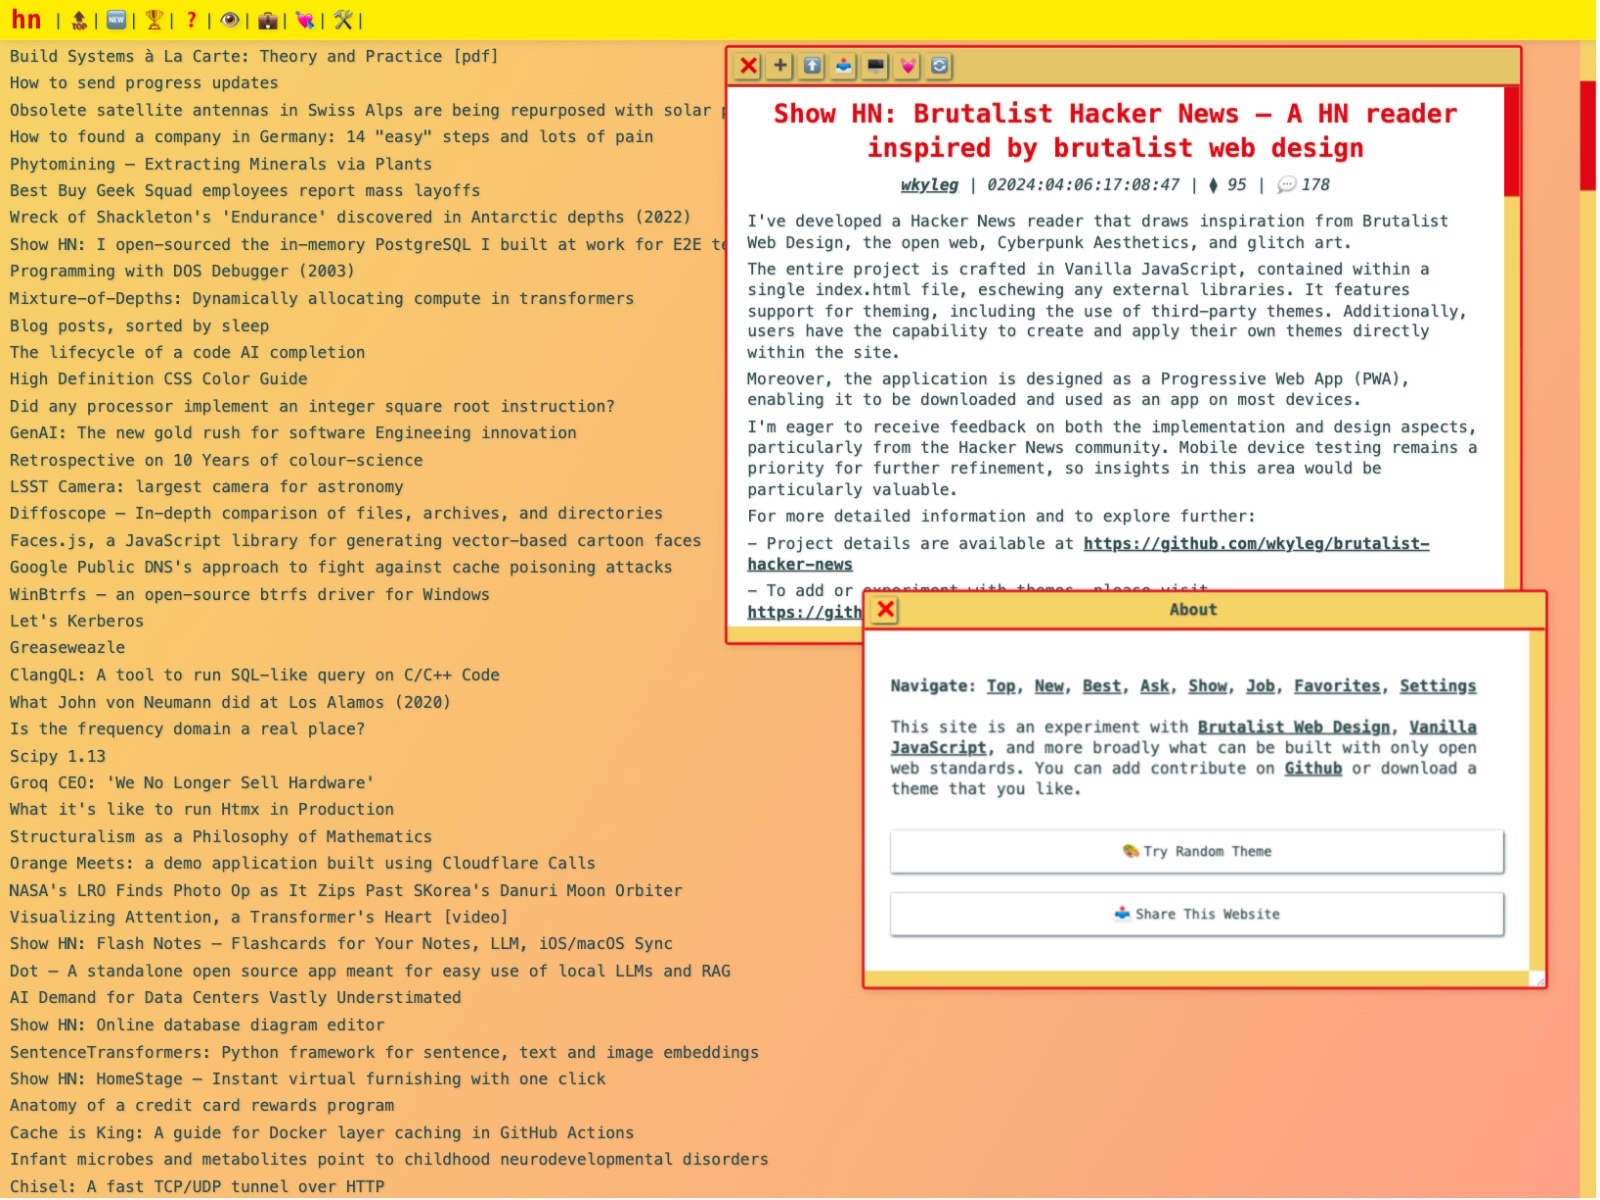 hn | TOP | NEW | | ? | | | | |
Build Systems à La Carte: Theory and Practice [pdf]
How to send progress updates
Obsolete satellite antennas in Swiss Alps are being repurposed with solar
How to found a company in Germany: 14 "easy" steps and lots of pain
Phytomining – Extracting Minerals via Plants
Best Buy Geek Squad employees report mass layoffs
Wreck of Shackleton's 'Endurance' discovered in Antarctic depths (2022)
Show HN: I open-sourced the in-memory PostgreSQL I built at work for E2E
Programming with DOS Debugger (2003)
Mixture-of-Depths: Dynamically allocating compute in transformers
Blog posts, sorted by sleep
The lifecycle of a code AI completion
High Definition CSS Color Guide
Did any processor implement an integer square root instruction?
GenAI: The new gold rush for software Engineeing innovation
Retrospective on 10 Years of colour-science
LSST Camera: largest camera for astronomy
Diffoscope – In-depth comparison of files, archives, and directories
Faces.js, a JavaScript library for generating vector-based cartoon faces
Google Public DNS's approach to fight against cache poisoning attacks
WinBtrfs – an open-source btrfs driver for Windows
Let's Kerberos
Greaseweazle
ClangQL: A tool to run SQL-like query on C/C++ Code
What John von Neumann did at Los Alamos (2020)
Is the frequency domain a real place?
Scipy 1.13
Groq CEO: 'We No Longer Sell Hardware'
What it's like to run Htmx in Production
Structuralism as a Philosophy of Mathematics
Orange Meets: a demo application built using Cloudflare Calls
NASA's LRO Finds Photo Op as It Zips Past SKorea's Danuri Moon Orbiter
Visualizing Attention, a Transformer's Heart [video]
Show HN: Flash Notes – Flashcards for Your Notes, LLM, iOS/macOS Sync
Dot – A standalone open source app meant for easy use of local LLMs and RAG
AI Demand for Data Centers Vastly Understimated
Show HN: Online database diagram editor
SentenceTransformers: Python framework for sentence, text and image embeddings
Show HN: HomeStage – Instant virtual furnishing with one click
Anatomy of a credit card rewards program
Cache is King: A guide for Docker layer caching in GitHub Actions
Infant microbes and metabolites point to childhood neurodevelopmental disorders
Chisel: A fast TCP/UDP tunnel over HTTP
Show HN: Brutalist Hacker News – A HN reader
inspired by brutalist web design
wkyleg | 02024:04:06:17:08:47 | ♦ 95 | 💬 178
I've developed a Hacker News reader that draws inspiration from Brutalist
Web Design, the open web, Cyberpunk Aesthetics, and glitch art.
The entire project is crafted in Vanilla JavaScript, contained within a
single index.html file, eschewing any external libraries. It features
support for theming, including the use of third-party themes. Additionally,
users have the capability to create and apply their own themes directly
within the site.
Moreover, the application is designed as a Progressive Web App (PWA),
enabling it to be downloaded and used as an app on most devices.
I'm eager to receive feedback on both the implementation and design aspects,
particularly from the Hacker News community. Mobile device testing remains a
priority for further refinement, so insights in this area would be
particularly valuable.
For more detailed information and to explore further:
– Project details are available at https://github.com/wkyleg/brutalist-
hacker-news
– To add or experiment with themes, please visit
https://gith
About
Navigate: Top, New, Best, Ask, Show, Job, Favorites, Settings
This site is an experiment with Brutalist Web Design, Vanilla
JavaScript, and more broadly what can be built with only open
web standards. You can add contribute on Github or download a
theme that you like.
Try Random Theme
Share This Website